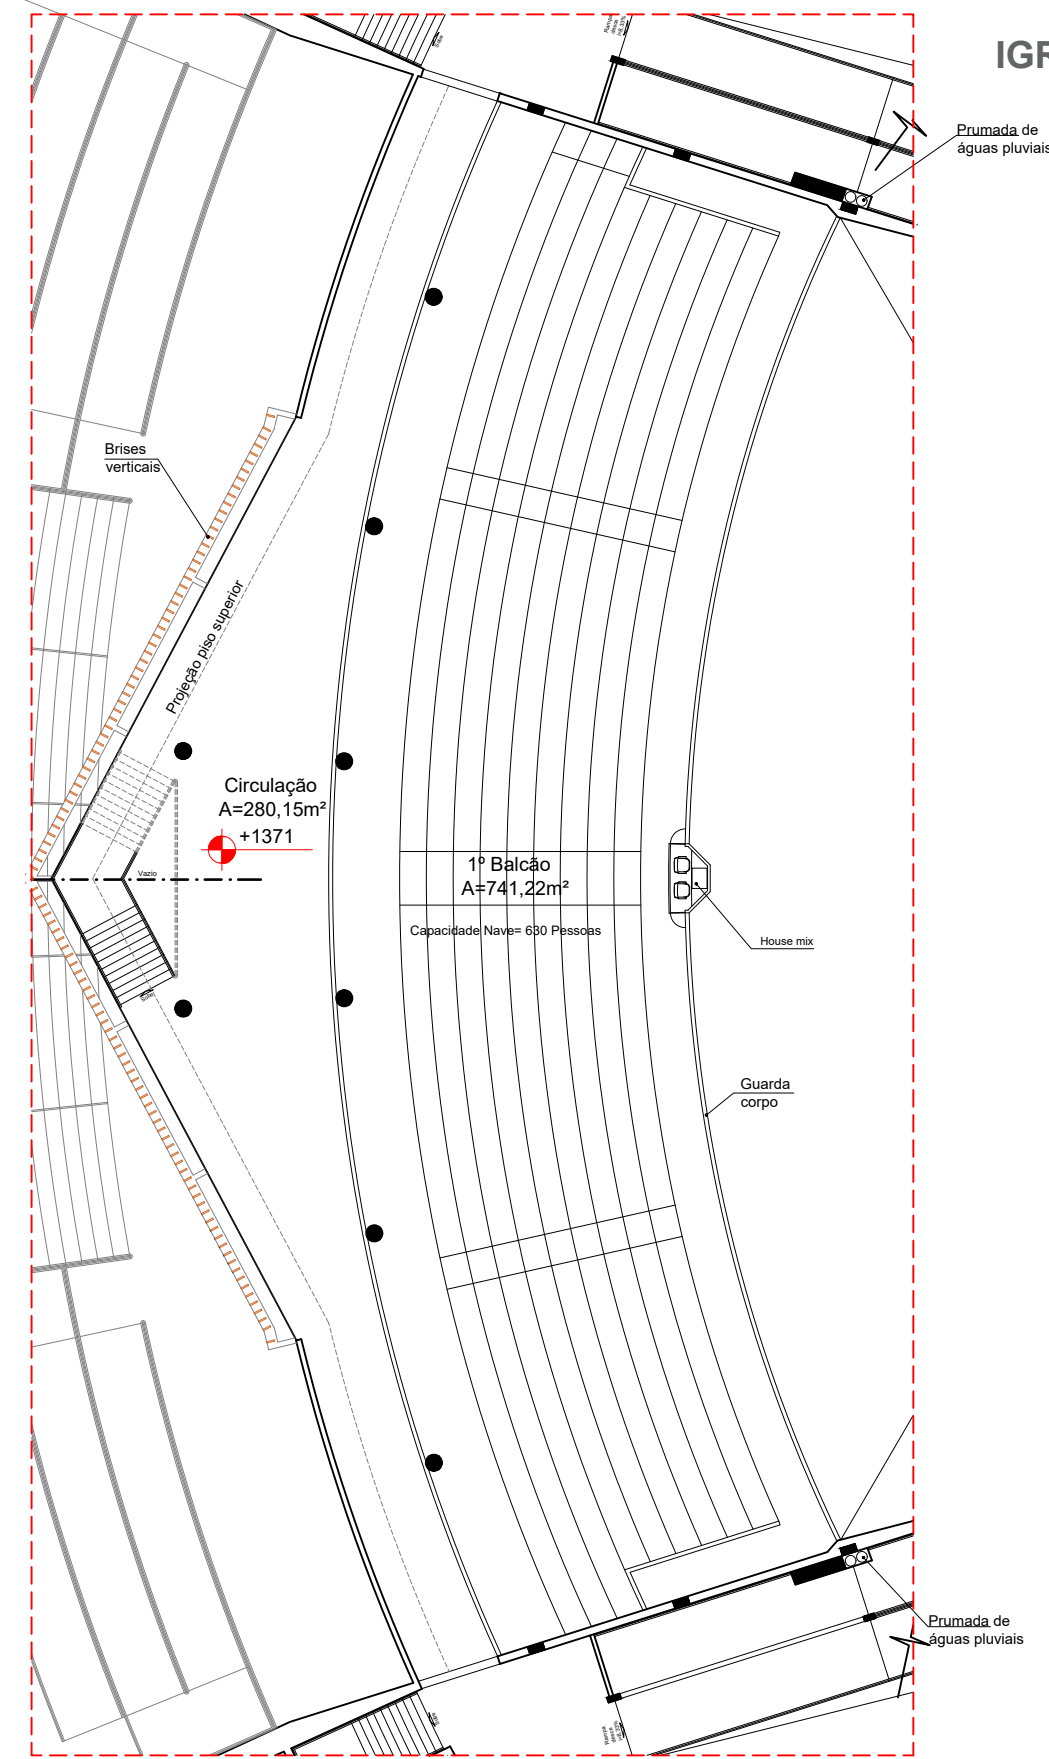 IGR
Prumada de
águas pluviais
Brises
verticais
Projeção piso superior
Circulação
A=280,15m²
+1371
Vazio
1º Balcão
A=741,22m²
Capacidade Nave= 630 Pessoas
House mix
Guarda
corpo
Prumada de
águas pluviais